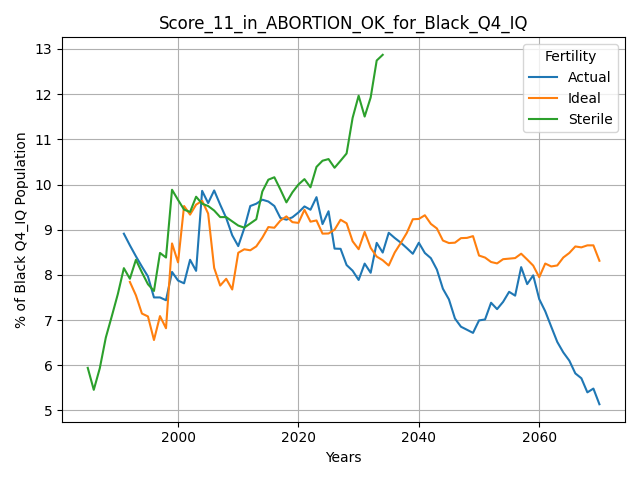 Score_11_in_ABORTION_OK_for_Black_Q4_IQ
Fertility
Actual
Ideal
Sterile
% of Black Q4_IQ Population
13
12
11
10
9
8
7
6
5
2000 2020 2040 2060
Years